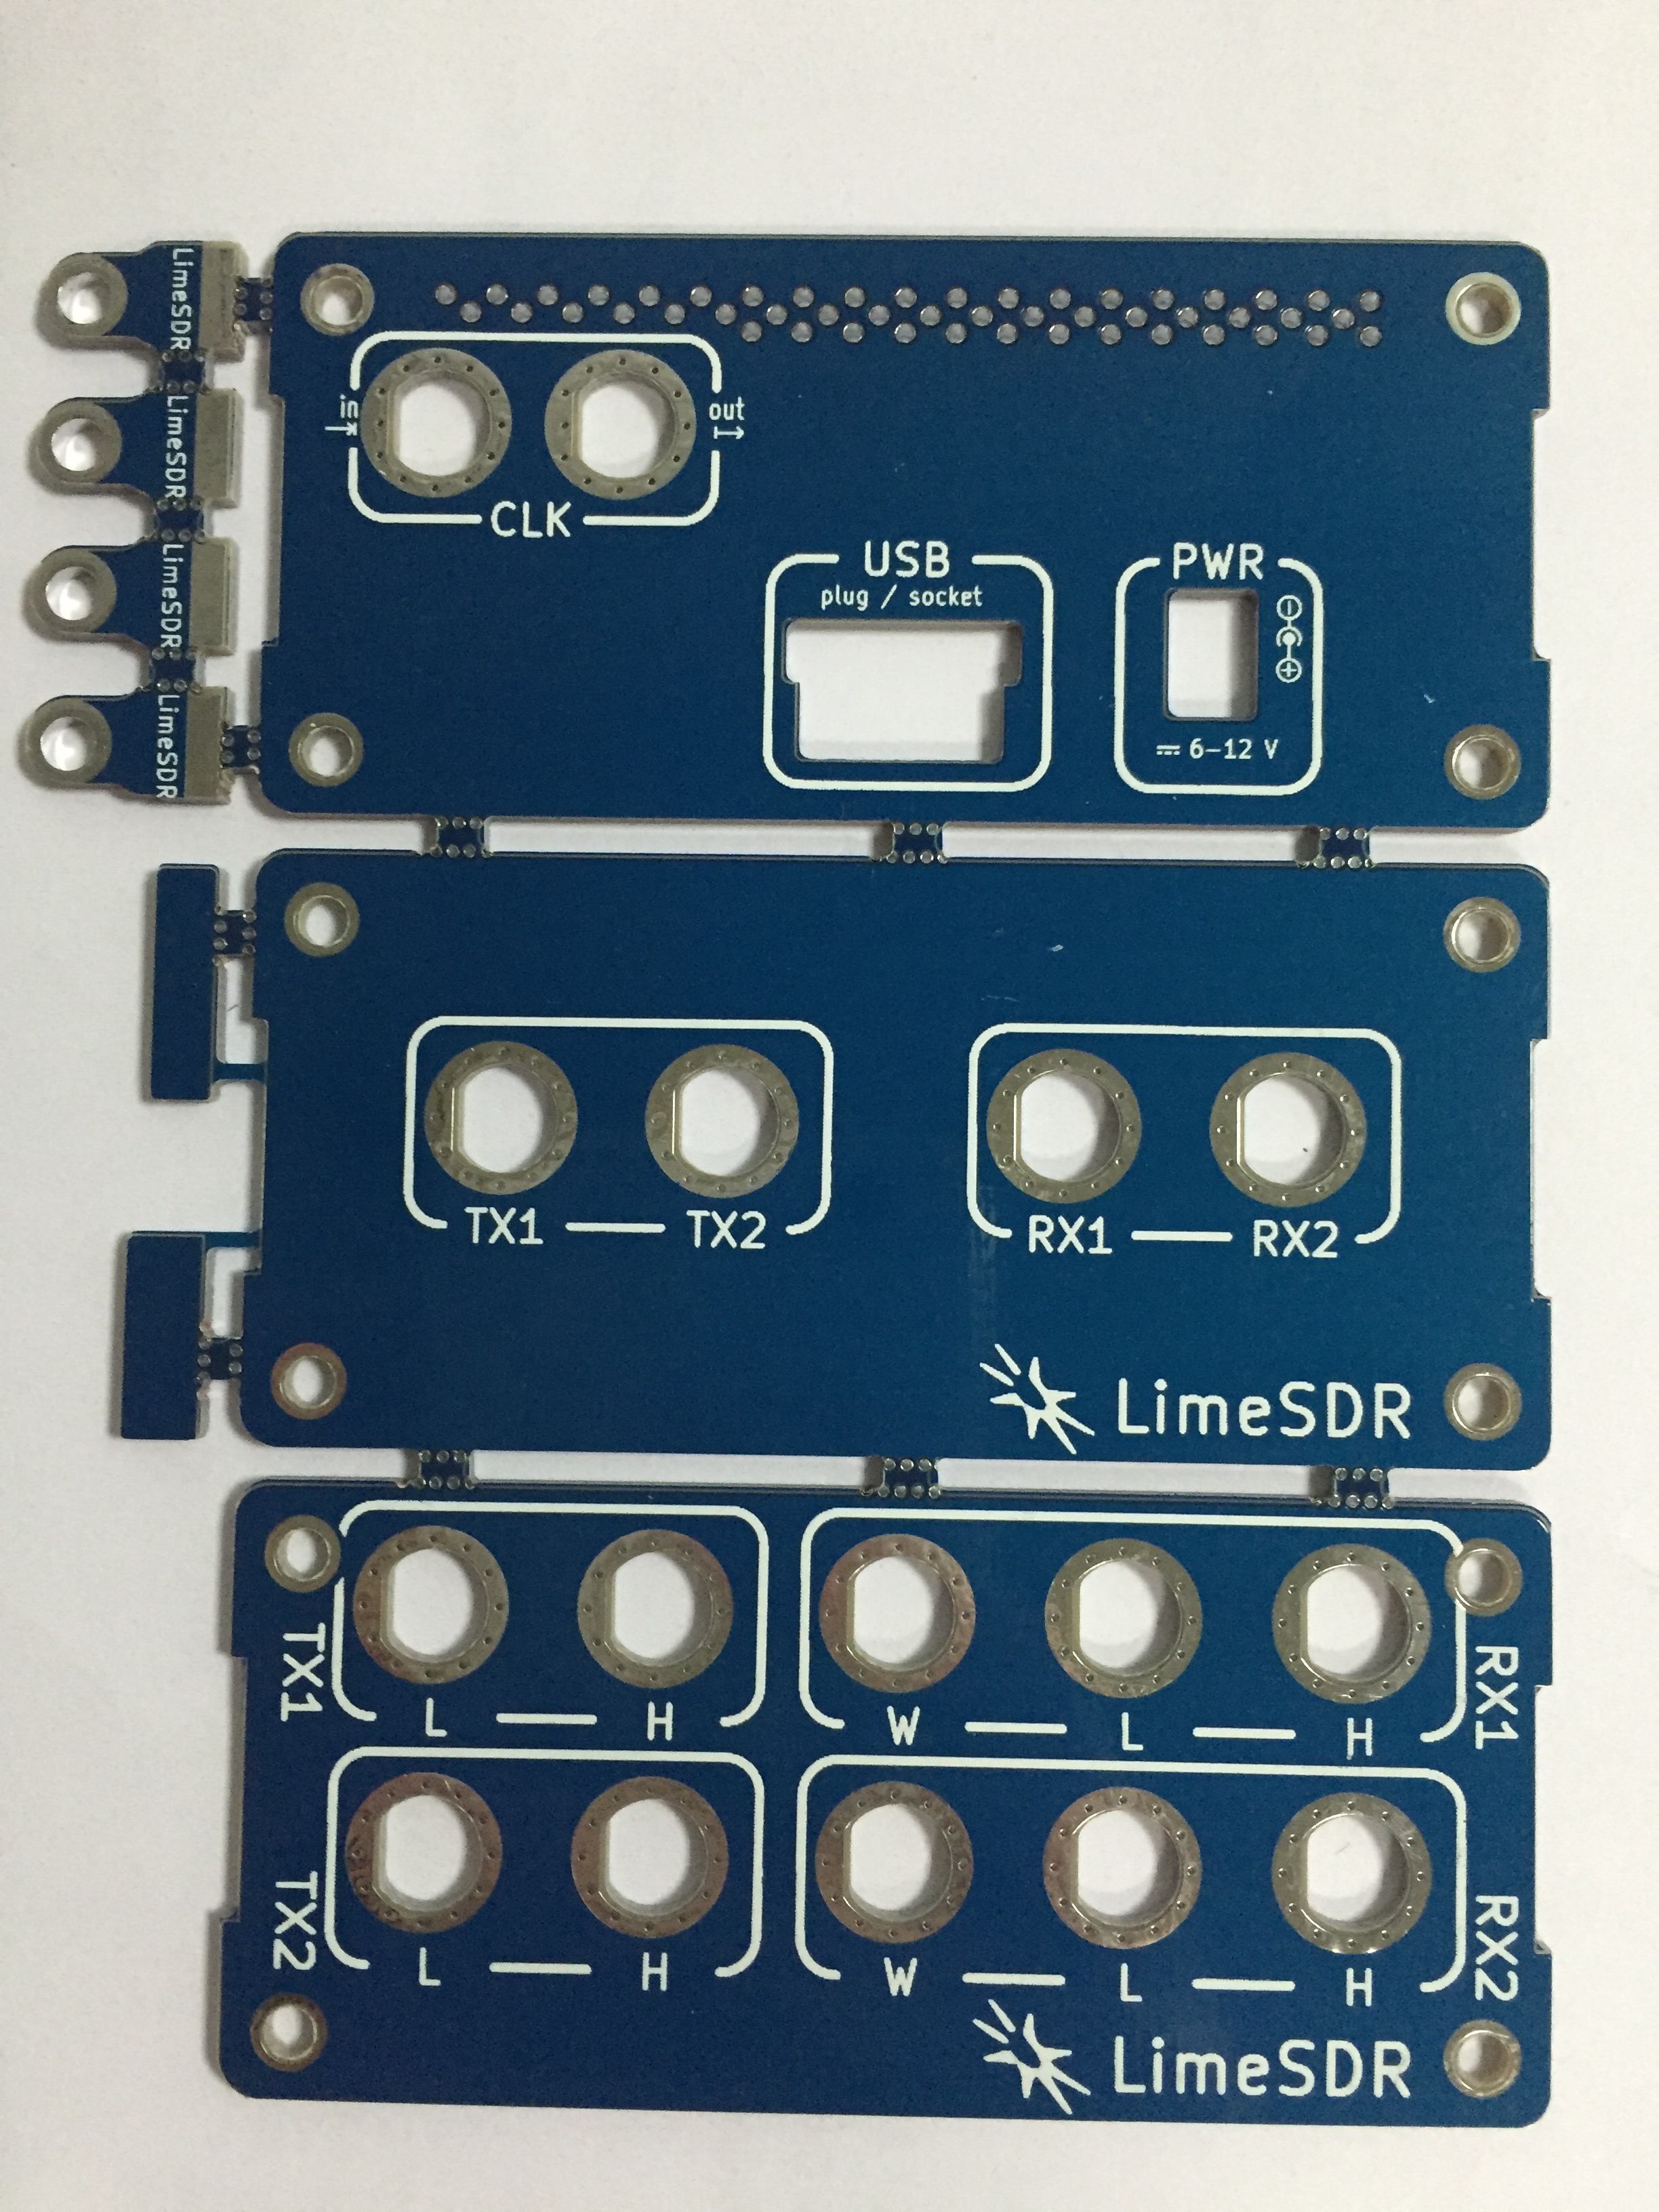 LimeSDR
LimeSDR
LimeSDR
LimeSDR
in
out
CLK
USB
plug / socket
PWR
6–12 V
TX1
TX2
RX1
RX2
LimeSDR
TX1
L
H
W
L
H
RX1
TX2
L
H
W
L
H
RX2
LimeSDR